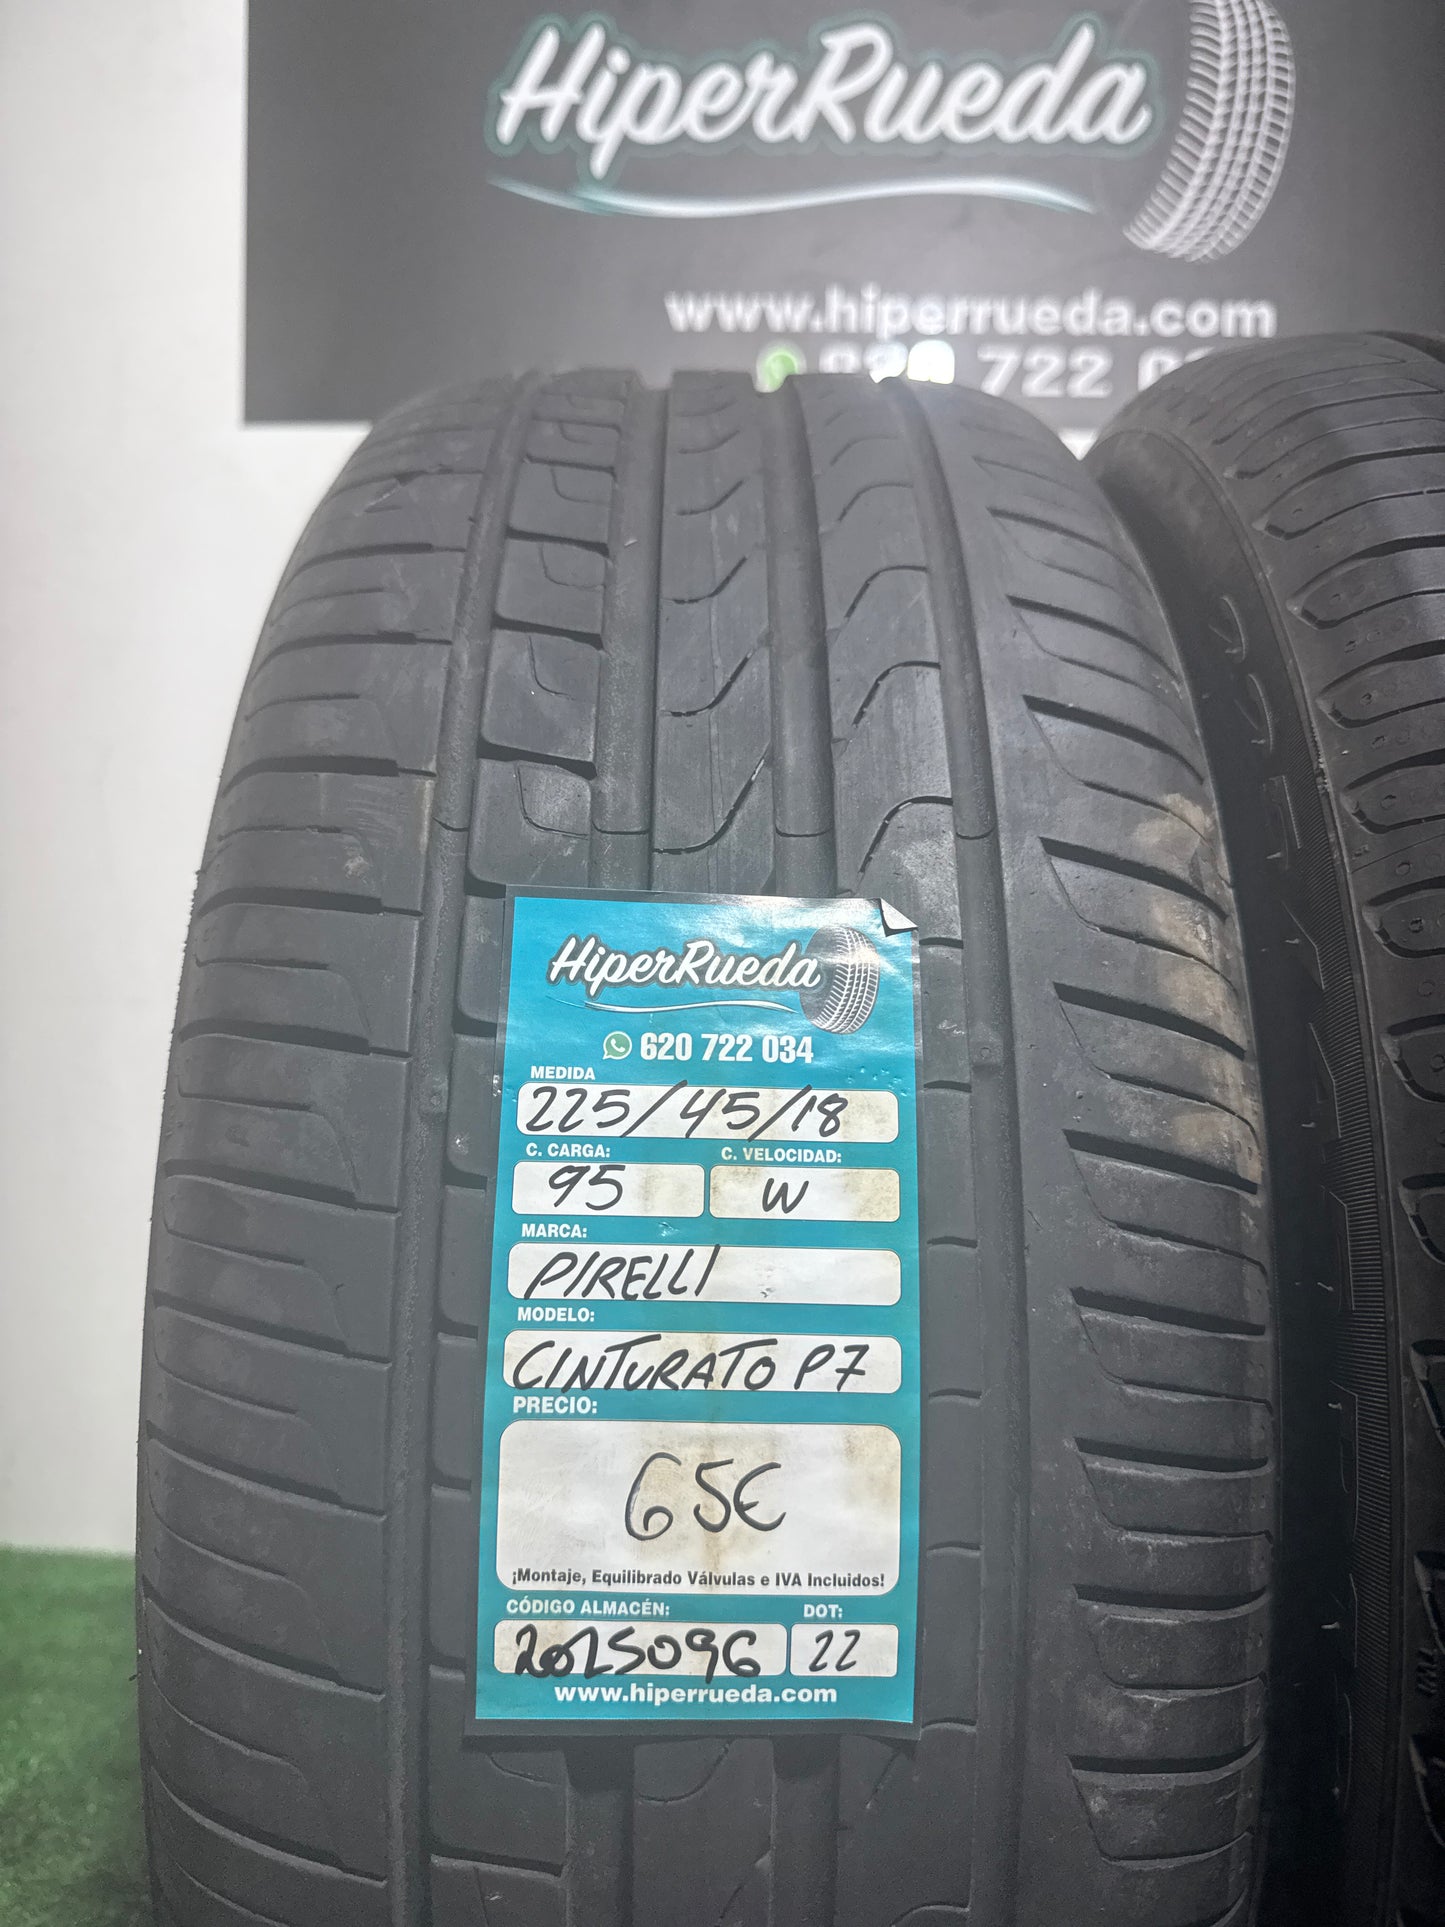 HiperRueda
www.hiperrueda.com
722
HiperRueda
620 722 034
MEDIDA
225/45/18
C. CARGA: C. VELOCIDAD:
95 W
MARCA:
PIRELLI
MODELO:
CINTURATO P7
PRECIO:
65€
¡Montaje, Equilibrado Válvulas e IVA Incluidos!
CÓDIGO ALMACÉN: DOT:
2025096 22
www.hiperrueda.com